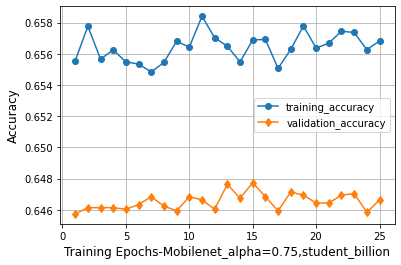 0.658
0.656
0.654
0.652
0.650
0.648
0.646
Accuracy
training_accuracy
validation_accuracy
0 5 10 15 20 25
Training Epochs-Mobilenet_alpha=0.75,student_billion